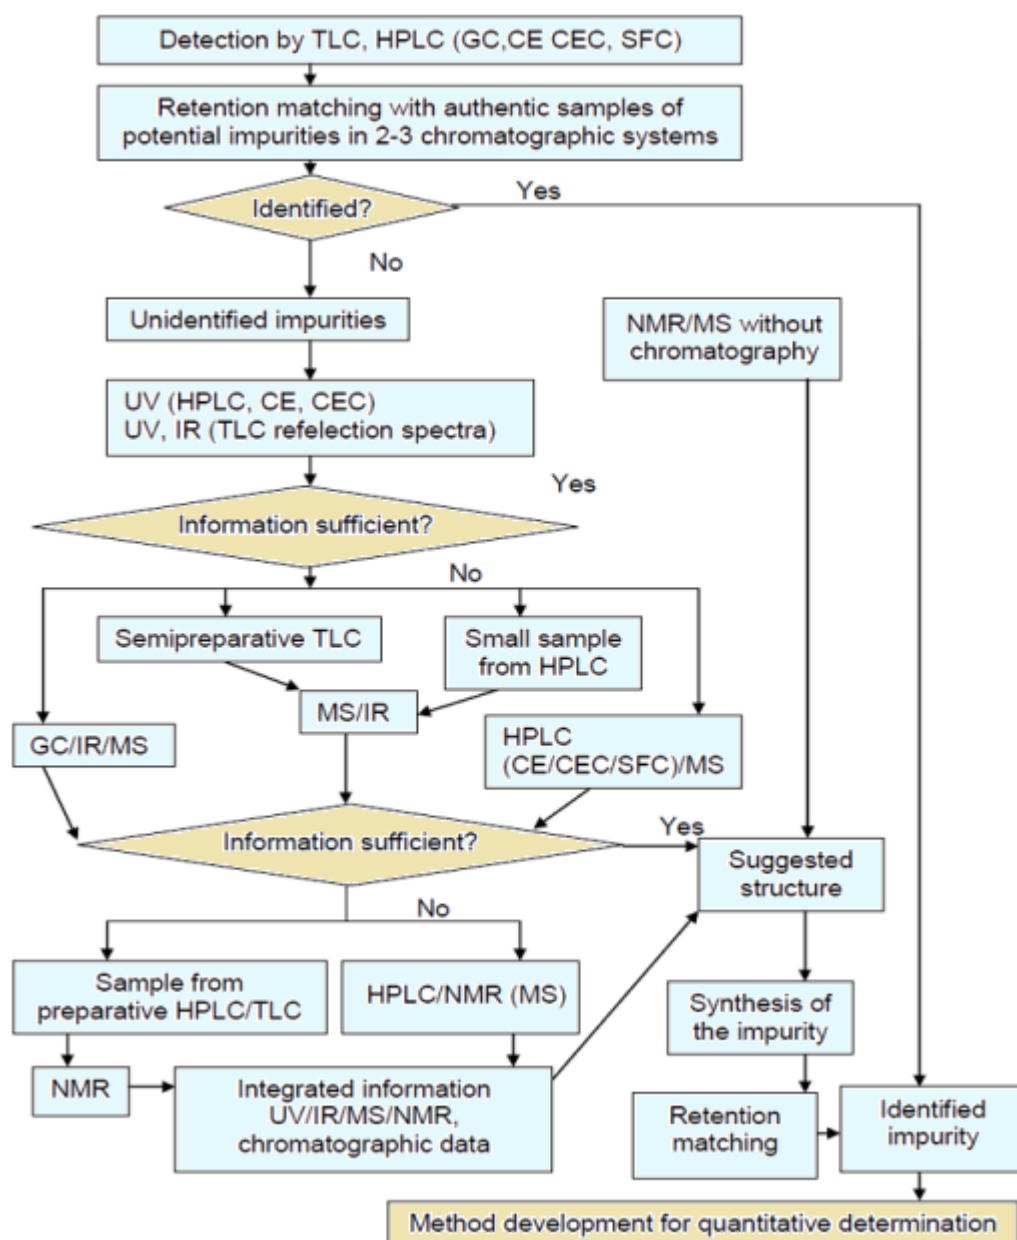 Detection by TLC, HPLC (GC,CE CEC, SFC)
Retention matching with authentic samples of
potential impurities in 2-3 chromatographic systems
Yes
Identified?
No
Unidentified impurities
NMR/MS without
chromatography
UV (HPLC, CE, CEC)
UV, IR (TLC refelection spectra)
Yes
Information sufficient?
No
Semipreparative TLC
Small sample
from HPLC
MS/IR
GC/IR/MS
HPLC
(CE/CEC/SFC)/MS
Information sufficient?
Yes
Suggested
structure
No
Sample from
preparative HPLC/TLC
HPLC/NMR (MS)
Synthesis of
the impurity
NMR
Integrated information
UV/IR/MS/NMR,
chromatographic data
Retention
matching
Identified
impurity
Method development for quantitative determination